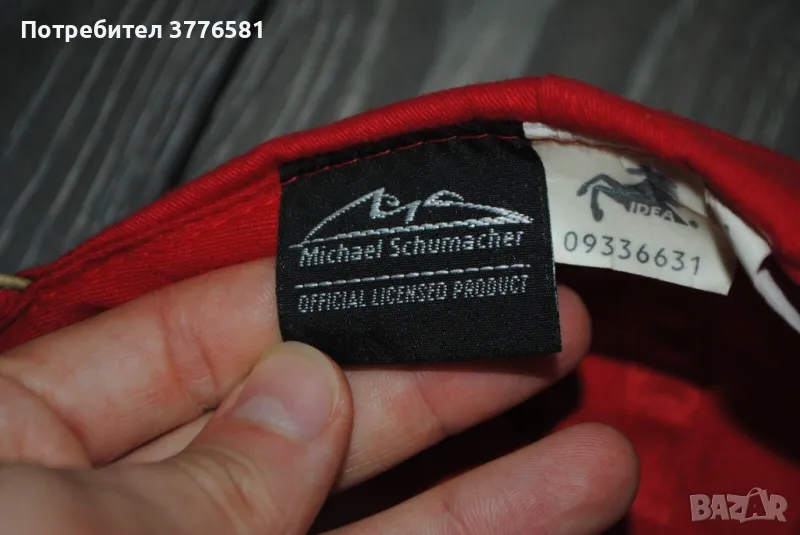 Потребител 3776581
Michael Schumacher
OFFICIAL LICENSED PRODUCT
IDEA
09336631
BAZAR